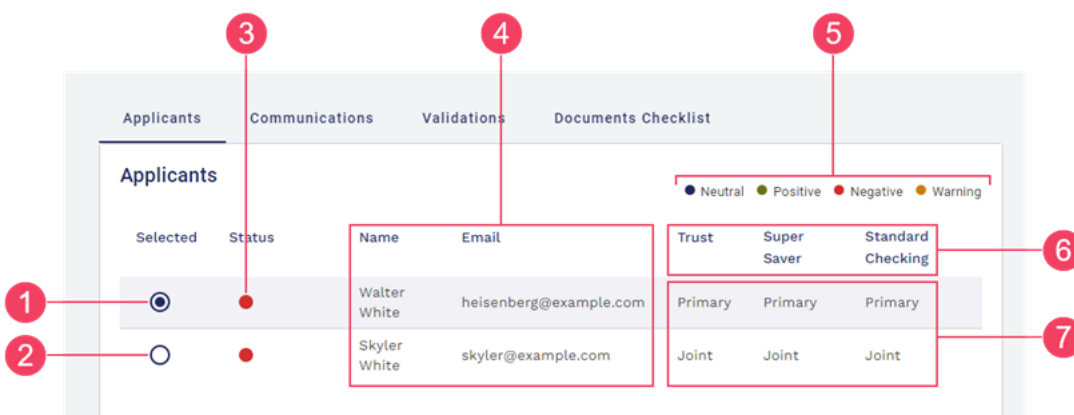 3 4 5
Applicants Communications Validations Documents Checklist
Applicants
Neutral Positive Negative Warning
Selected Status Name Email Trust Super Saver Standard Checking
6
1
Walter White heisenberg@example.com Primary Primary Primary
7
2
Skyler White skyler@example.com Joint Joint Joint